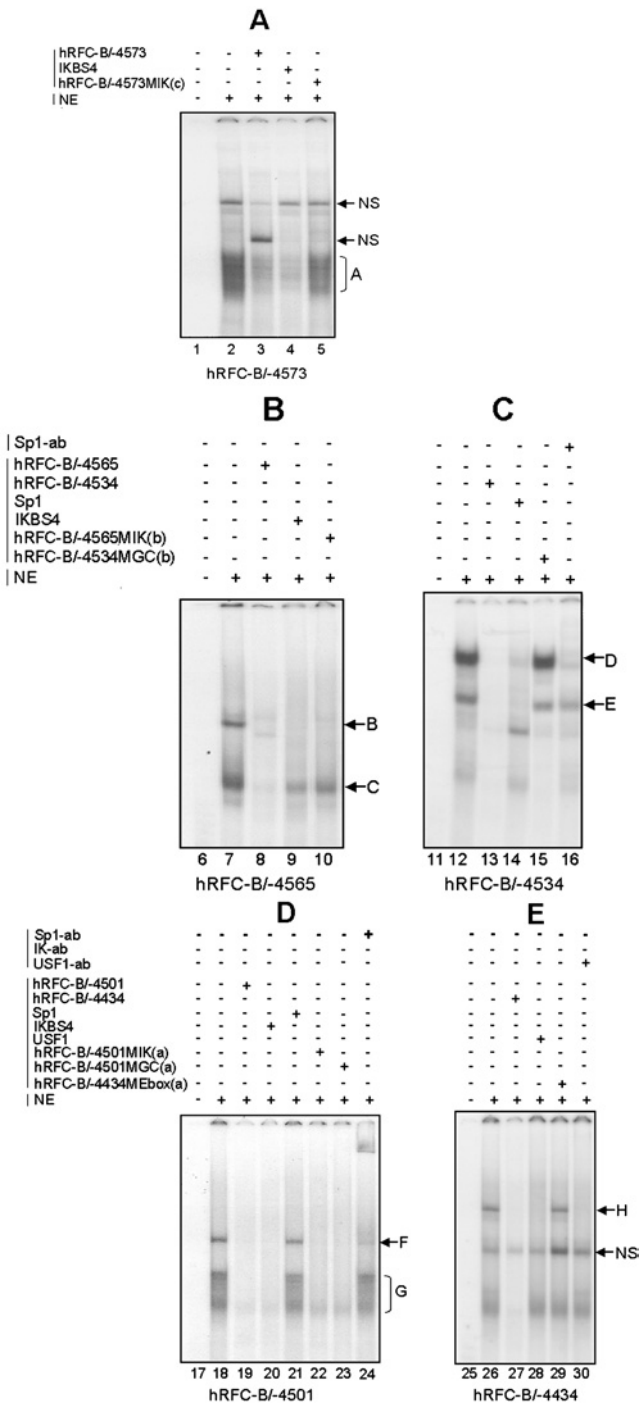 A
hRFC-B/-4573 - - + - -
IKBS4 - - - + -
hRFC-B/-4573MIK(c) - - - - +
NE - + + + +
NS
NS
A
1 2 3 4 5
hRFC-B/-4573
B C
Sp1-ab - - - - - - - - - - +
hRFC-B/-4565 - - + - - - - - - - -
hRFC-B/-4534 - - - - - - - + - - -
Sp1 - - - - - - - - + - -
IKBS4 - - - + - - - - - - -
hRFC-B/-4565MIK(b) - - - - + - - - - - -
hRFC-B/-4534MGC(b) - - - - - - - - - + -
NE - + + + + - + + + + +
B
C
D
E
6 7 8 9 10 11 12 13 14 15 16
hRFC-B/-4565 hRFC-B/-4534
D E
Sp1-ab - - - - - - - + - - - - - -
IK-ab - - - - - - - - - - - - - -
USF1-ab - - - - - - - - - - - - - +
hRFC-B/-4501 - - + - - - - - - - - - - -
hRFC-B/-4434 - - - - - - - - - - + - - -
Sp1 - - - - + - - - - - - - - -
IKBS4 - - - + - - - - - - - - - -
USF1 - - - - - - - - - - - + - -
hRFC-B/-4501MIK(a) - - - - - + - - - - - - - -
hRFC-B/-4501MGC(a) - - - - - - + - - - - - - -
hRFC-B/-4434MEbox(a) - - - - - - - - - - - - + -
NE - + + + + + + + - + + + + +
F
G
H
NS
17 18 19 20 21 22 23 24 25 26 27 28 29 30
hRFC-B/-4501 hRFC-B/-4434